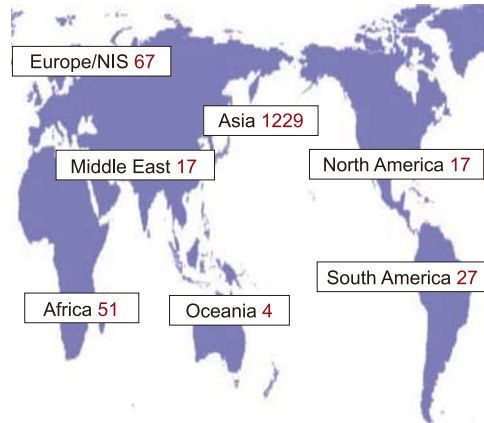 Europe/NIS 67
Asia 1229
Middle East 17
North America 17
South America 27
Africa 51
Oceania 4